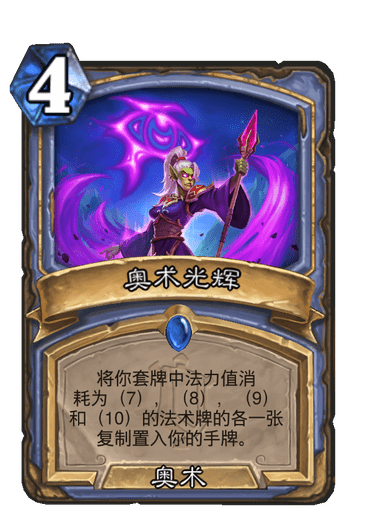 4
奥术光辉
将你套牌中法力值消
耗为（7），（8），（9）
和（10）的法术牌的各一张
复制置入你的手牌。
奥术